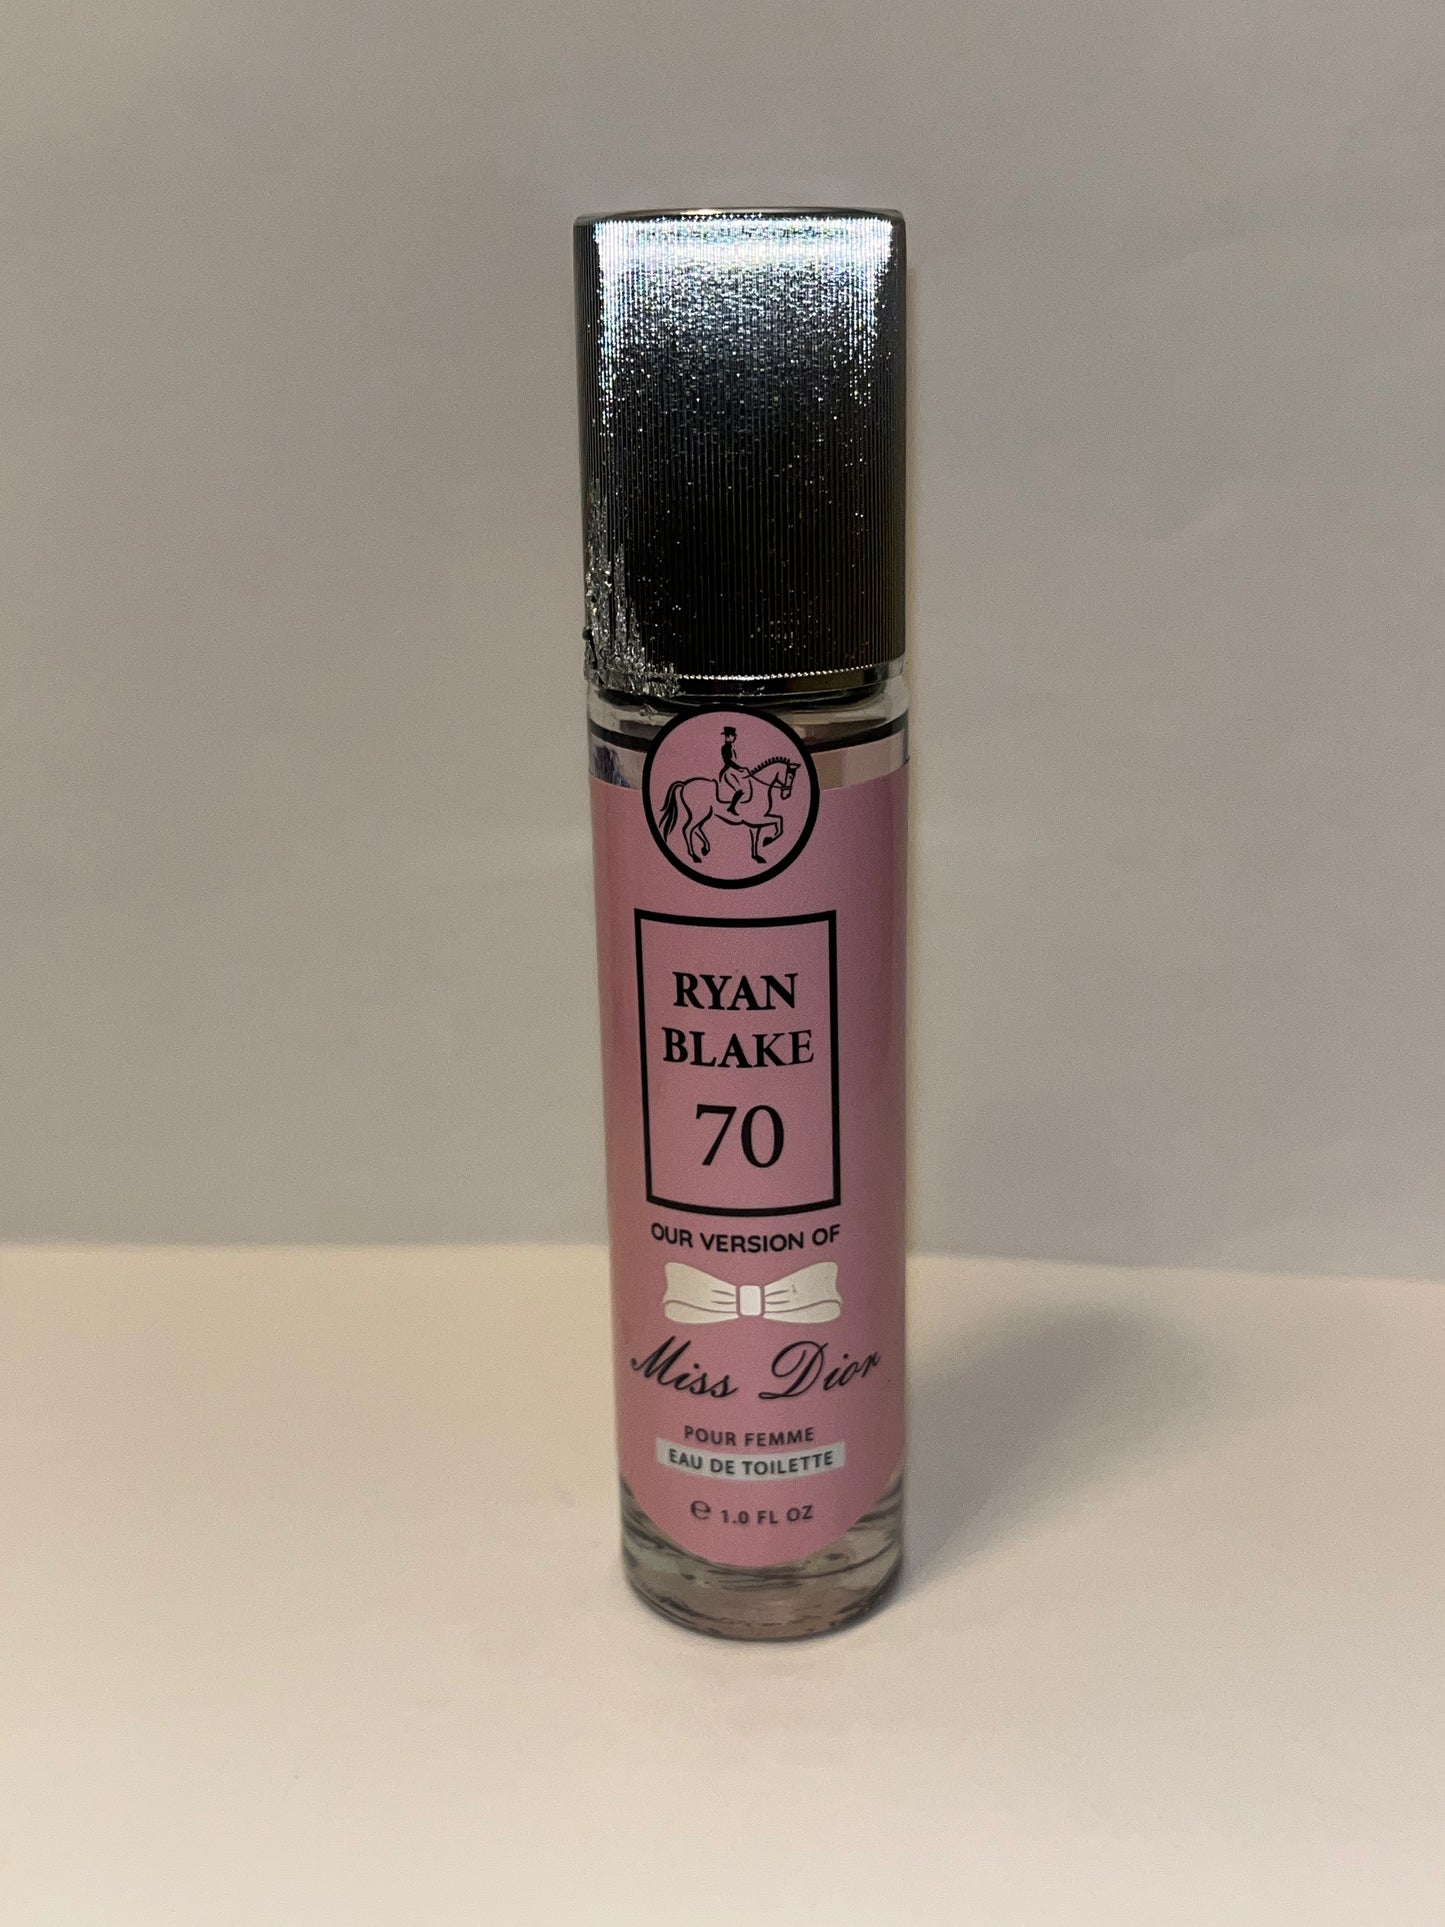 RYAN
BLAKE
70
OUR VERSION OF
Miss Dior
POUR FEMME
EAU DE TOILETTE
℮ 1.0 FL OZ